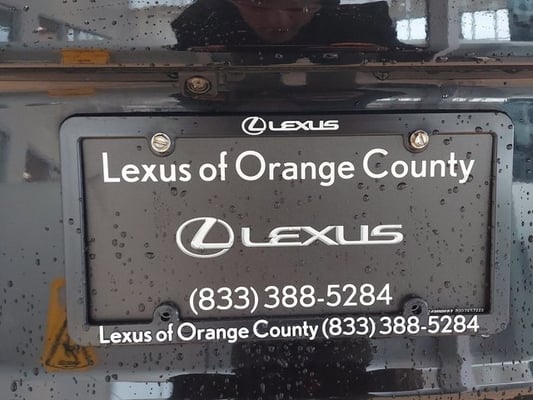 LEXUS
Lexus of Orange County
LEXUS
(833) 388-5284
Lexus of Orange County (833) 388-5284